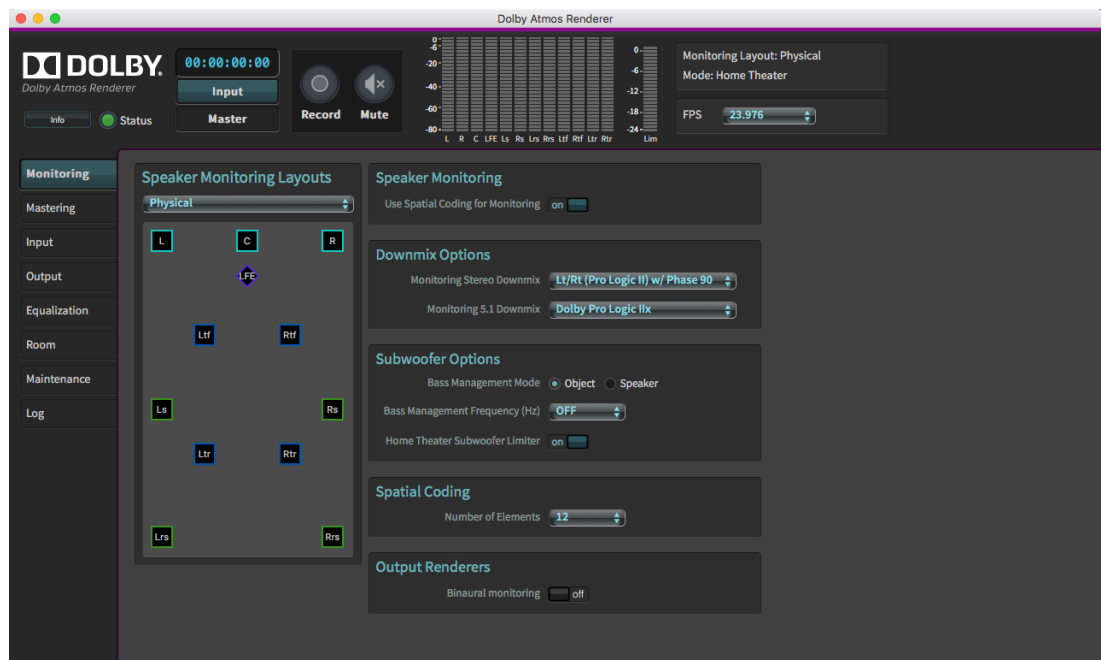 Dolby Atmos Renderer
DOLBY.
Dolby Atmos Renderer
Info
Status
00:00:00:00
Input
Master
Record
Mute
0-
-6-
-20-
-40-
-60-
-80-
L R C LFE Ls Rs Lrs Rrs Ltf Rtf Ltr Rtr
0-
-6-
-12-
-18-
-24-
Lim
Monitoring Layout: Physical
Mode: Home Theater
FPS 23.976
Monitoring
Mastering
Input
Output
Equalization
Room
Maintenance
Log
Speaker Monitoring Layouts
Physical
L C R
LFE
Ltf Rtf
Ls Rs
Ltr Rtr
Lrs Rrs
Speaker Monitoring
Use Spatial Coding for Monitoring on
Downmix Options
Monitoring Stereo Downmix Lt/Rt (Pro Logic II) w/ Phase 90
Monitoring 5.1 Downmix Dolby Pro Logic IIx
Subwoofer Options
Bass Management Mode Object Speaker
Bass Management Frequency (Hz) OFF
Home Theater Subwoofer Limiter on
Spatial Coding
Number of Elements 12
Output Renderers
Binaural monitoring off